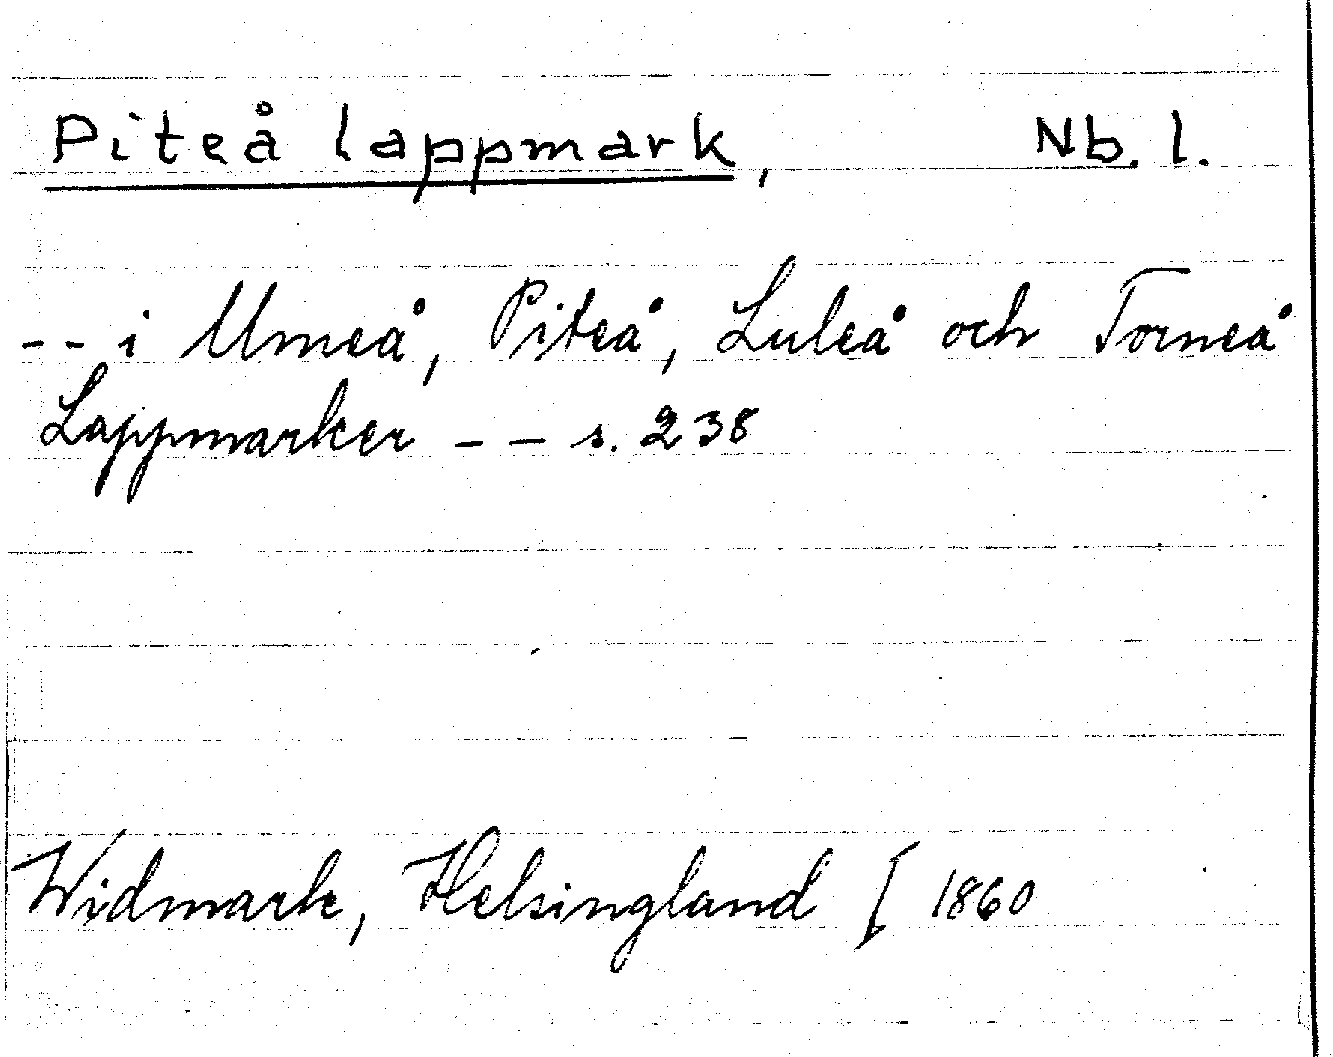 Piteå lappmark, Nb. l.
-- i Umeå, Piteå, Luleå och Torneå
Lappmarker -- s. 238
Widmark, Helsingland [ 1860